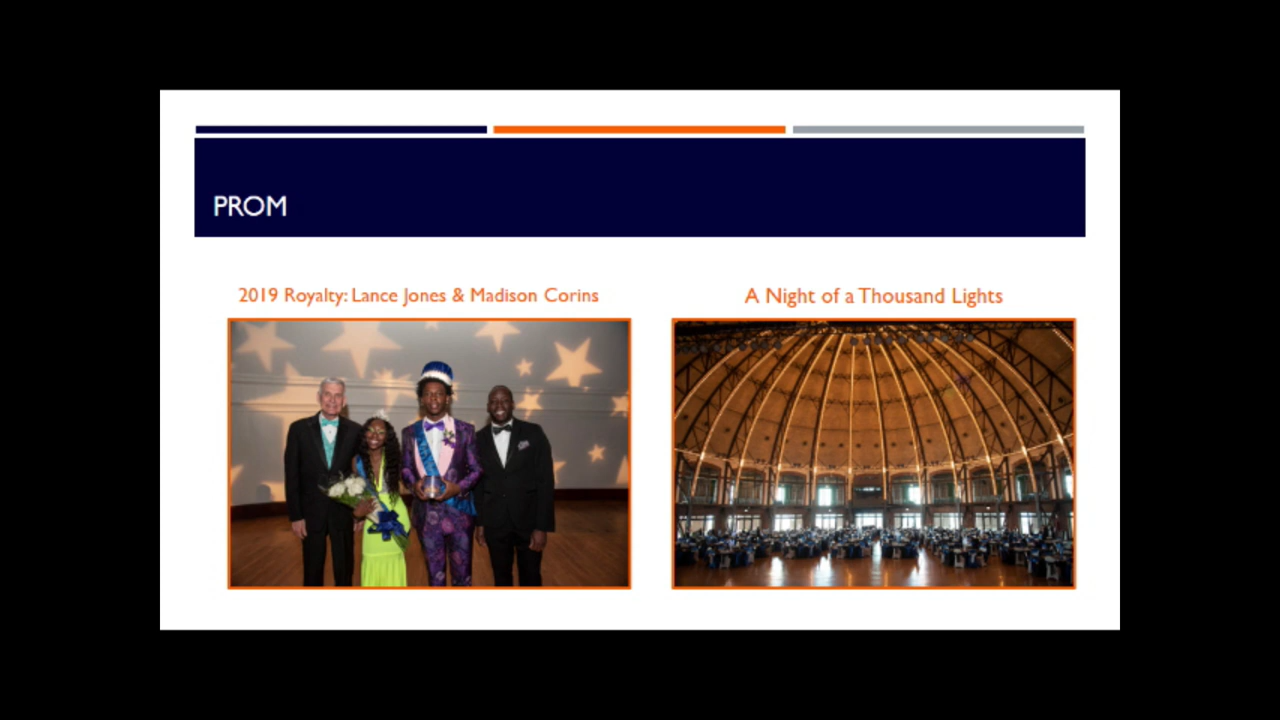 PROM
2019 Royalty: Lance Jones & Madison Corins
A Night of a Thousand Lights